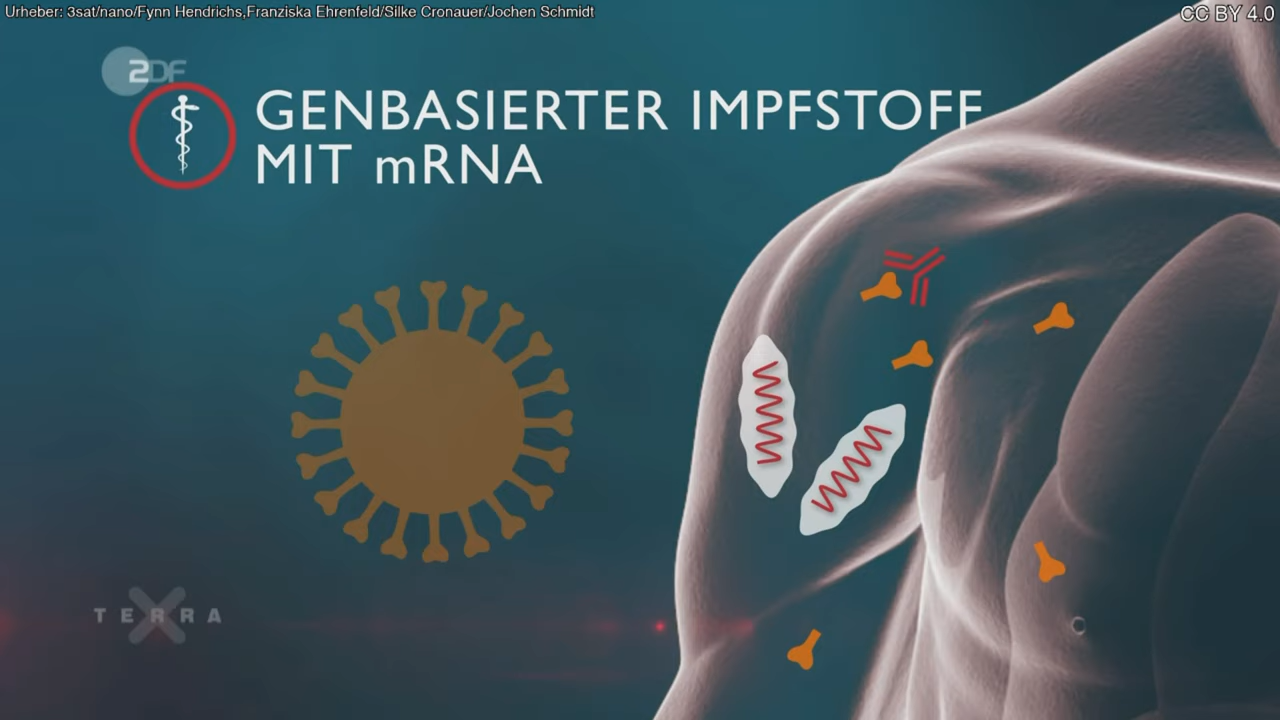 Urheber: 3sat/nano/Fynn Hendrichs,Franziska Ehrenfeld/Silke Cronauer/Jochen Schmidt
CC BY 4.0
2DF
GENBASIERTER IMPFSTOFF
MIT mRNA
TERRA X